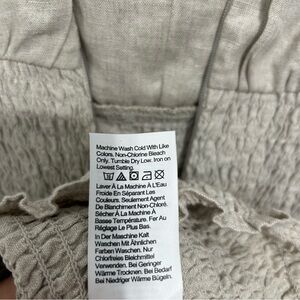 Machine Wash Cold With Like
Colors, Non-Chlorine Bleach
Only. Tumble Dry Low. Iron on
Lowest Setting.
Laver À La Machine À L'Eau
Froide En Séparant Les
Couleurs. Seulement Agent
De Blanchiment Non-Chloré.
Sécher À La Machine À
Basse Température. Fer Au
Réglage Le Plus Bas.
In Der Maschine Kalt
Waschen Mit Ähnlichen
Farben Waschen. Nur
Chlorfreies Bleichmittel
Verwenden. Bei Geringer
Wärme Trocknen. Bei Bedarf
Bei Niedriger Wärme Bügeln.